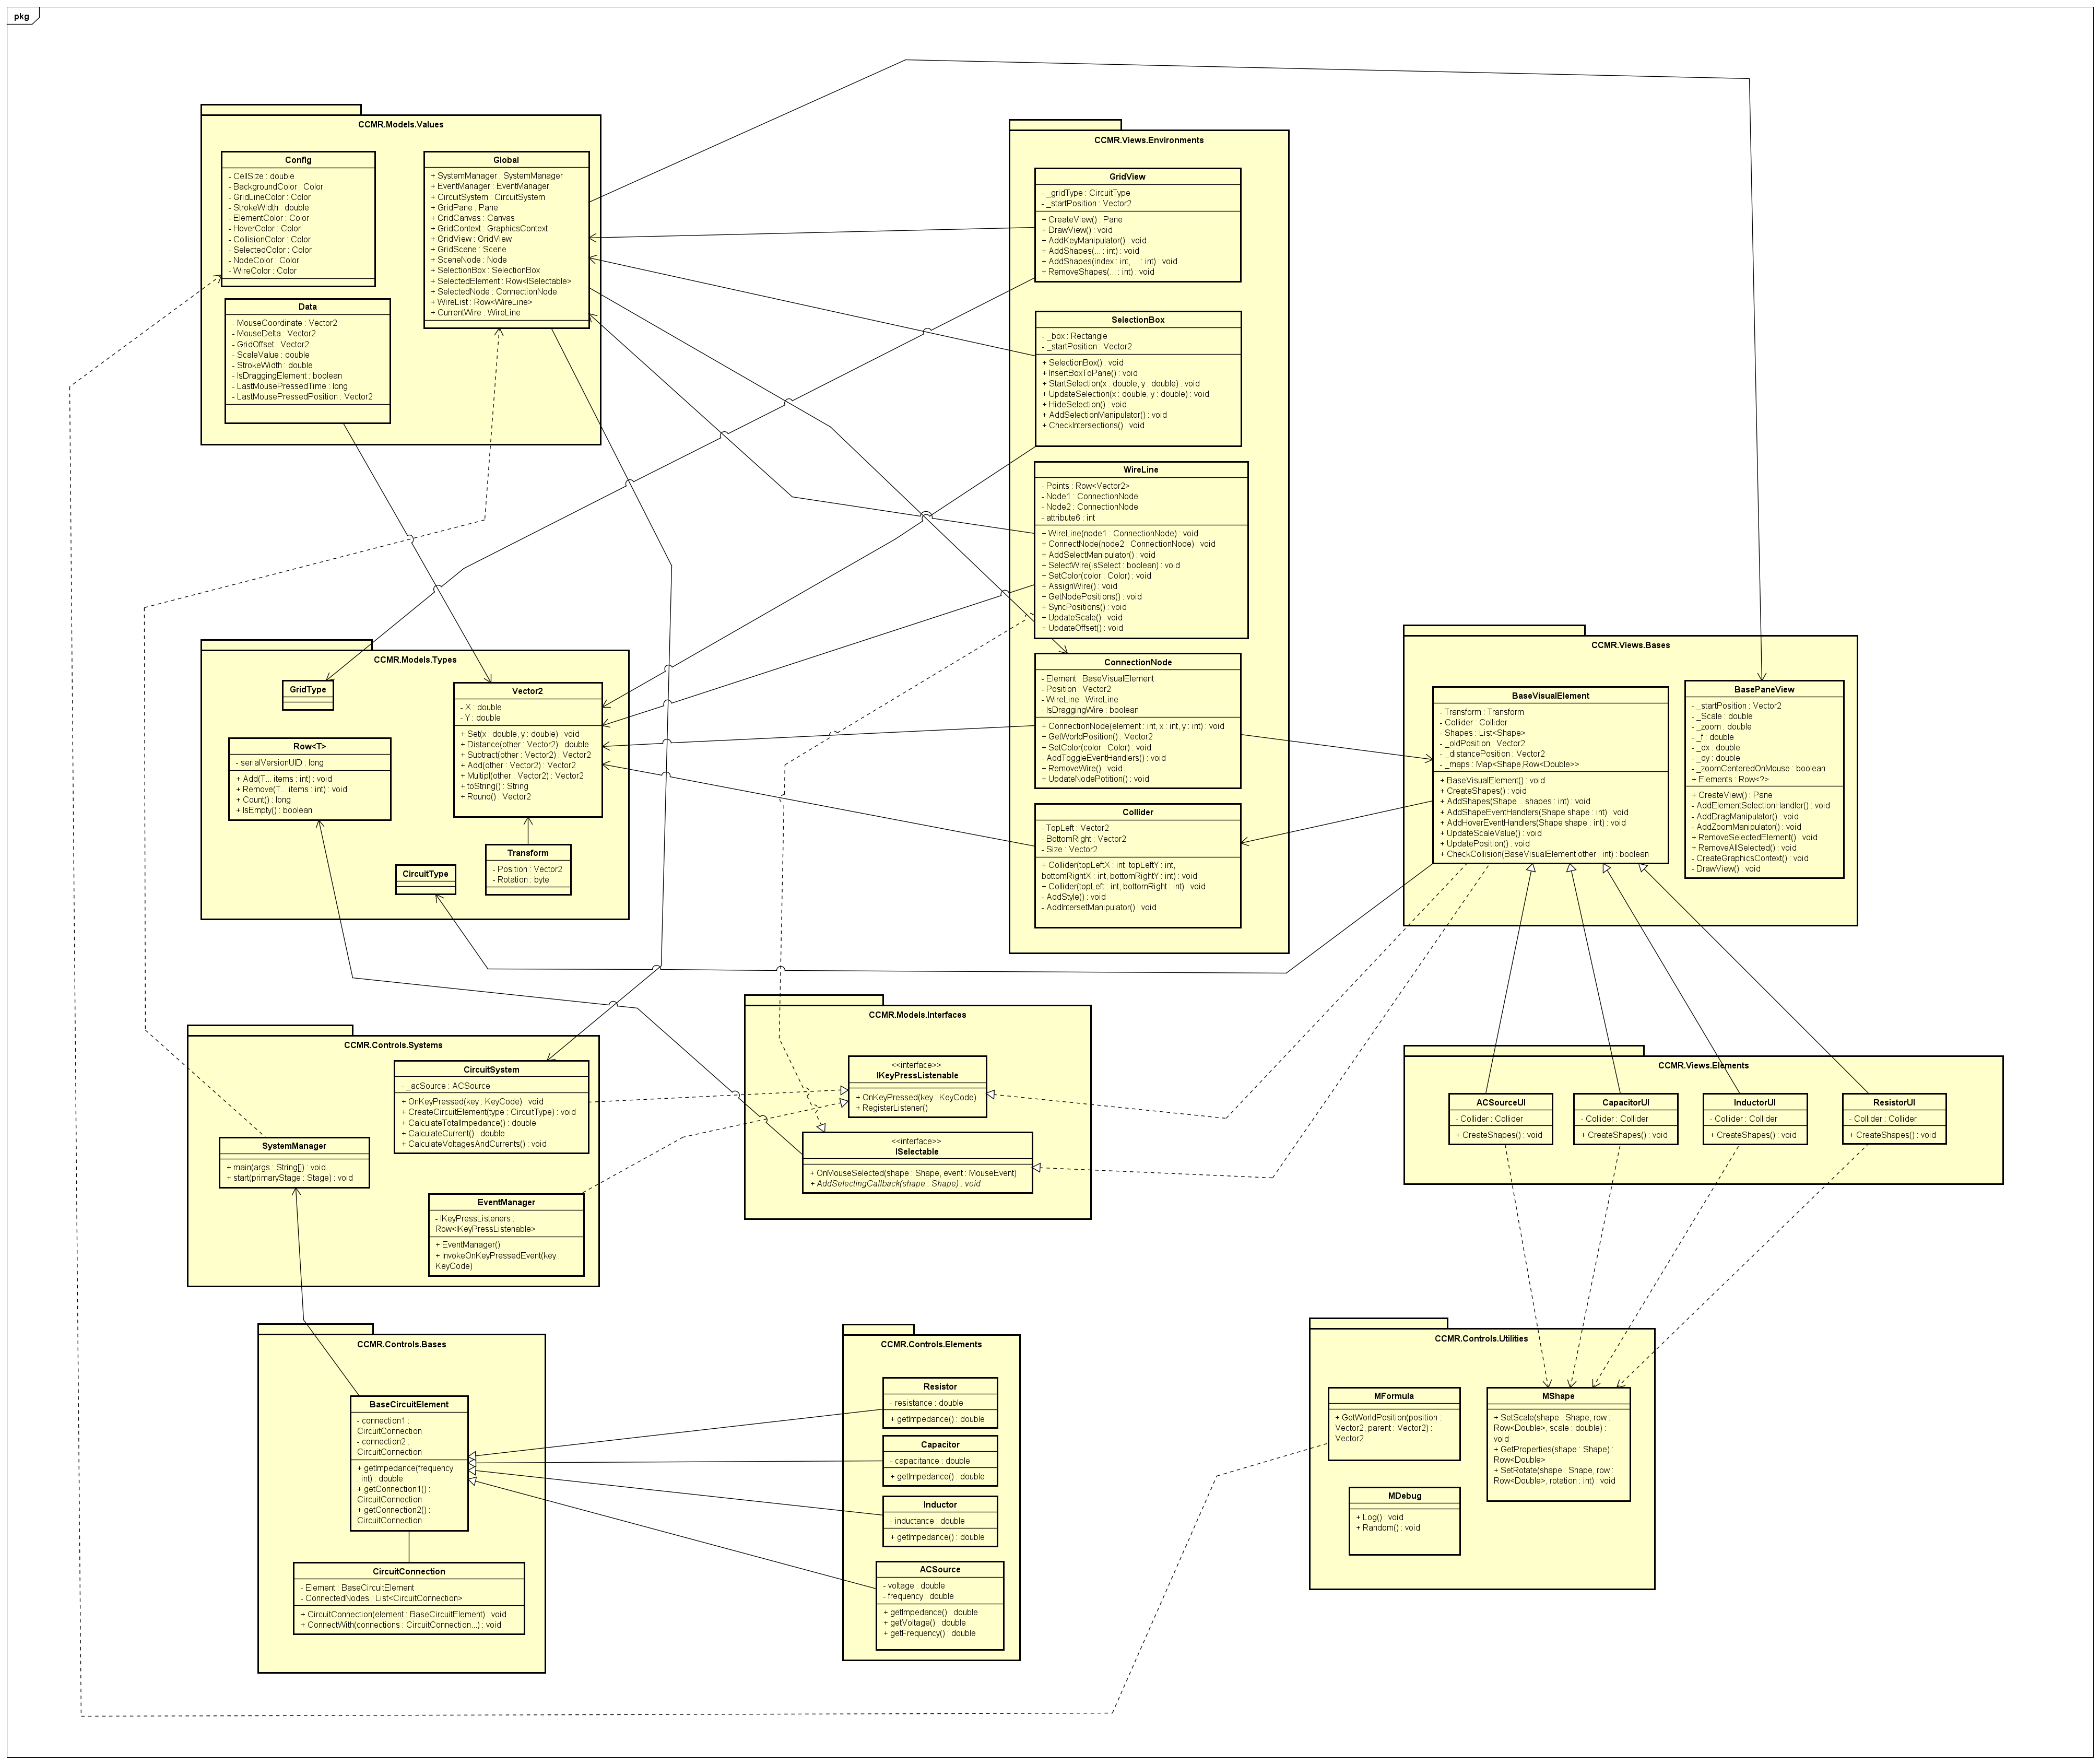 pkg
CCMR.Models.Values
Config
- CellSize : double
- BackgroundColor : Color
- GridLineColor : Color
- StrokeWidth : double
- ElementColor : Color
- HoverColor : Color
- CollisionColor : Color
- SelectedColor : Color
- NodeColor : Color
- WireColor : Color
Global
+ SystemManager : SystemManager
+ EventManager : EventManager
+ CircuitSystem : CircuitSystem
+ GridPane : Pane
+ GridCanvas : Canvas
+ GridContext : GraphicsContext
+ GridView : GridView
+ GridScene : Scene
+ SceneNode : Node
+ SelectionBox : SelectionBox
+ SelectedElement : Row<ISelectable>
+ SelectedNode : ConnectionNode
+ WireList : Row<WireLine>
+ CurrentWire : WireLine
Data
- MouseCoordinate : Vector2
- MouseDelta : Vector2
- GridOffset : Vector2
- ScaleValue : double
- StrokeWidth : double
- IsDraggingElement : boolean
- LastMousePressedTime : long
- LastMousePressedPosition : Vector2
CCMR.Views.Environments
GridView
- _gridType : CircuitType
- _startPosition : Vector2
+ CreateView() : Pane
+ DrawView() : void
+ AddKeyManipulator() : void
+ AddShapes(... : int) : void
+ AddShapes(index : int, ... : int) : void
+ RemoveShapes(... : int) : void
SelectionBox
- _box : Rectangle
- _startPosition : Vector2
+ SelectionBox() : void
+ InsertBoxToPane() : void
+ StartSelection(x : double, y : double) : void
+ UpdateSelection(x : double, y : double) : void
+ HideSelection() : void
+ AddSelectionManipulator() : void
+ CheckIntersections() : void
WireLine
- Points : Row<Vector2>
- Node1 : ConnectionNode
- Node2 : ConnectionNode
- attribute6 : int
+ WireLine(node1 : ConnectionNode) : void
+ ConnectNode(node2 : ConnectionNode) : void
+ AddSelectManipulator() : void
+ SelectWire(isSelect : boolean) : void
+ SetColor(color : Color) : void
+ AssignWire() : void
+ GetNodePositions() : void
+ SyncPositions() : void
+ UpdateScale() : void
+ UpdateOffset() : void
ConnectionNode
- Element : BaseVisualElement
- Position : Vector2
- WireLine : WireLine
- IsDraggingWire : boolean
+ ConnectionNode(element : int, x : int, y : int) : void
+ GetWorldPosition() : Vector2
+ SetColor(color : Color) : void
- AddToggleEventHandlers() : void
+ RemoveWire() : void
+ UpdateNodePotition() : void
Collider
- TopLeft : Vector2
- BottomRight : Vector2
- Size : Vector2
+ Collider(topLeftX : int, topLeftY : int,
bottomRightX : int, bottomRightY : int) : void
+ Collider(topLeft : int, bottomRight : int) : void
- AddStyle() : void
- AddIntersetManipulator() : void
CCMR.Models.Types
GridType
Vector2
- X : double
- Y : double
+ Set(x : double, y : double) : void
+ Distance(other : Vector2) : double
+ Subtract(other : Vector2) : Vector2
+ Add(other : Vector2) : Vector2
+ Multipl(other : Vector2) : Vector2
+ toString() : String
+ Round() : Vector2
Row<T>
- serialVersionUID : long
+ Add(T... items : int) : void
+ Remove(T... items : int) : void
+ Count() : long
+ IsEmpty() : boolean
Transform
- Position : Vector2
- Rotation : byte
CircuitType
CCMR.Views.Bases
BaseVisualElement
- Transform : Transform
- Collider : Collider
- Shapes : List<Shape>
- _oldPosition : Vector2
- _distancePosition : Vector2
- _maps : Map<Shape,Row<Double>>
+ BaseVisualElement() : void
+ CreateShapes() : void
+ AddShapes(Shape... shapes : int) : void
+ AddShapeEventHandlers(Shape shape : int) : void
+ AddHoverEventHandlers(Shape shape : int) : void
+ UpdateScaleValue() : void
+ UpdatePosition() : void
+ CheckCollision(BaseVisualElement other : int) : boolean
BasePaneView
- _startPosition : Vector2
- _Scale : double
- _zoom : double
- _f : double
- _dx : double
- _dy : double
- _zoomCenteredOnMouse : boolean
+ Elements : Row<?>
+ CreateView() : Pane
- AddElementSelectionHandler() : void
- AddDragManipulator() : void
- AddZoomManipulator() : void
+ RemoveSelectedElement() : void
+ RemoveAllSelected() : void
- CreateGraphicsContext() : void
- DrawView() : void
CCMR.Controls.Systems
CircuitSystem
- _acSource : ACSource
+ OnKeyPressed(key : KeyCode) : void
+ CreateCircuitElement(type : CircuitType) : void
+ CalculateTotalImpedance() : double
+ CalculateCurrent() : double
+ CalculateVoltagesAndCurrents() : void
SystemManager
+ main(args : String[]) : void
+ start(primaryStage : Stage) : void
EventManager
- IKeyPressListeners :
Row<IKeyPressListenable>
+ EventManager()
+ InvokeOnKeyPressedEvent(key :
KeyCode)
CCMR.Models.Interfaces
<<interface>>
IKeyPressListenable
+ OnKeyPressed(key : KeyCode)
+ RegisterListener()
<<interface>>
ISelectable
+ OnMouseSelected(shape : Shape, event : MouseEvent)
+ AddSelectingCallback(shape : Shape) : void
CCMR.Views.Elements
ACSourceUI
- Collider : Collider
+ CreateShapes() : void
CapacitorUI
- Collider : Collider
+ CreateShapes() : void
InductorUI
- Collider : Collider
+ CreateShapes() : void
ResistorUI
- Collider : Collider
+ CreateShapes() : void
CCMR.Controls.Bases
BaseCircuitElement
- connection1 :
CircuitConnection
- connection2 :
CircuitConnection
+ getImpedance(frequency
: int) : double
+ getConnection1() :
CircuitConnection
+ getConnection2() :
CircuitConnection
CircuitConnection
- Element : BaseCircuitElement
- ConnectedNodes : List<CircuitConnection>
+ CircuitConnection(element : BaseCircuitElement) : void
+ ConnectWith(connections : CircuitConnection...) : void
CCMR.Controls.Elements
Resistor
- resistance : double
+ getImpedance() : double
Capacitor
- capacitance : double
+ getImpedance() : double
Inductor
- inductance : double
+ getImpedance() : double
ACSource
- voltage : double
- frequency : double
+ getImpedance() : double
+ getVoltage() : double
+ getFrequency() : double
CCMR.Controls.Utilities
MFormula
+ GetWorldPosition(position :
Vector2, parent : Vector2) :
Vector2
MShape
+ SetScale(shape : Shape, row :
Row<Double>, scale : double) :
void
+ GetProperties(shape : Shape) :
Row<Double>
+ SetRotate(shape : Shape, row :
Row<Double>, rotation : int) : void
MDebug
+ Log() : void
+ Random() : void